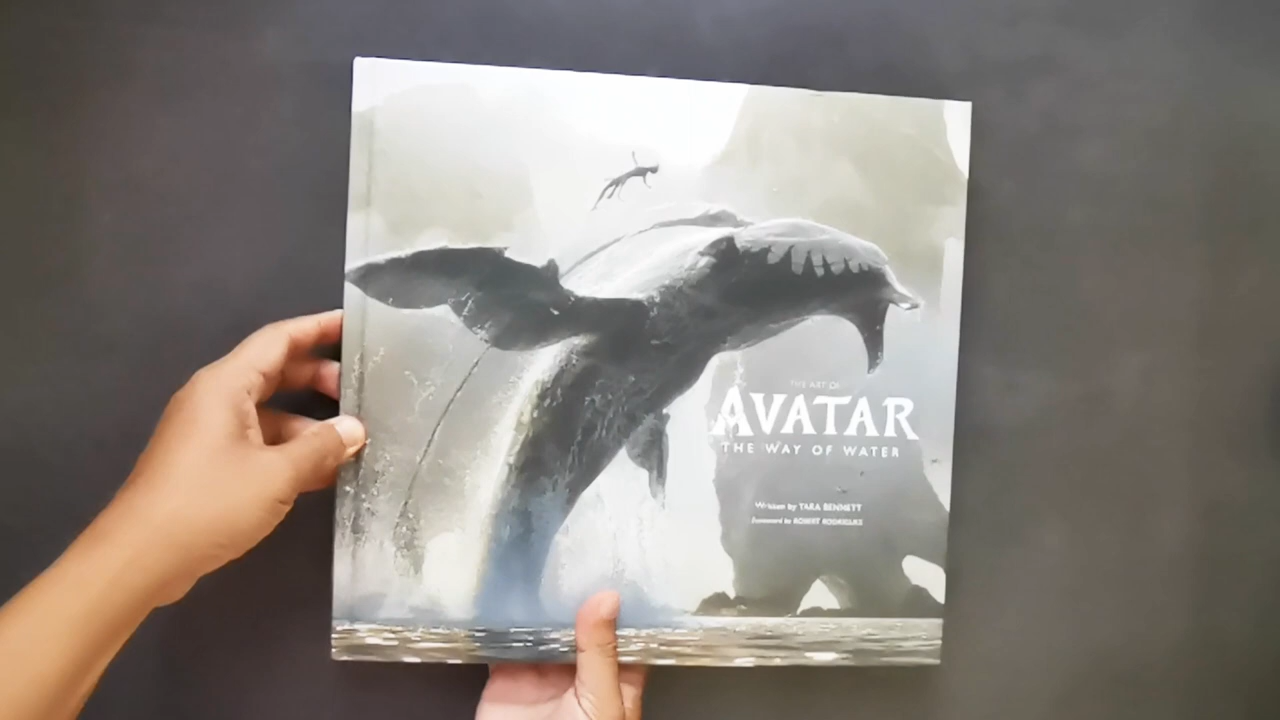 THE ART OF
AVATAR
THE WAY OF WATER
Written by TARA BENNETT
Foreword by ROBERT RODRIGUEZ